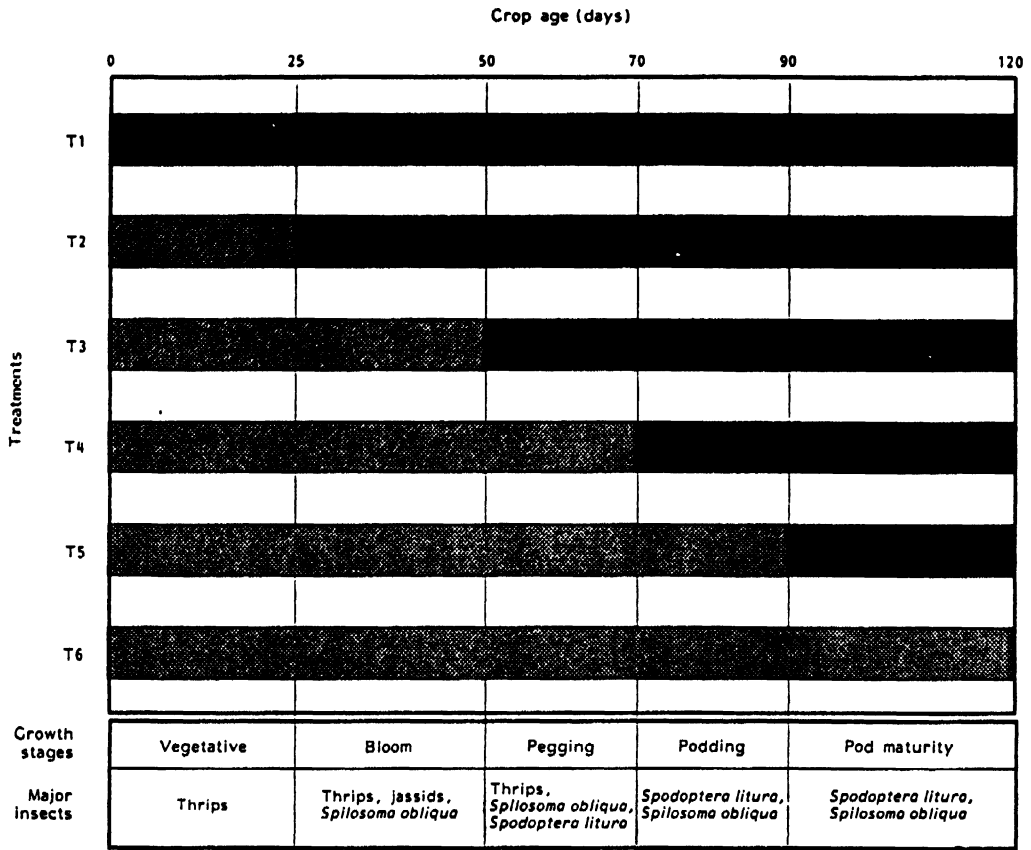 Crop age (days)
0 25 50 70 90 120
T1
T2
T3
T4
T5
T6
Treatments
Growth stages
Vegetative
Bloom
Pegging
Podding
Pod maturity
Major insects
Thrips
Thrips, jassids,
Spilosoma obliqua
Thrips,
Spilosoma obliqua,
Spodoptera litura
Spodoptera litura,
Spilosoma obliqua
Spodoptera litura,
Spilosoma obliqua